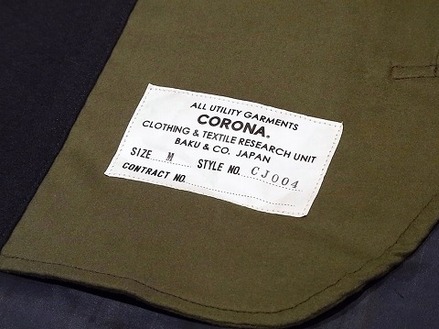 ALL UTILITY GARMENTS
CORONA.
CLOTHING & TEXTILE RESEARCH UNIT
BAKU & CO. JAPAN
SIZE M STYLE NO. CJ004
CONTRACT NO.